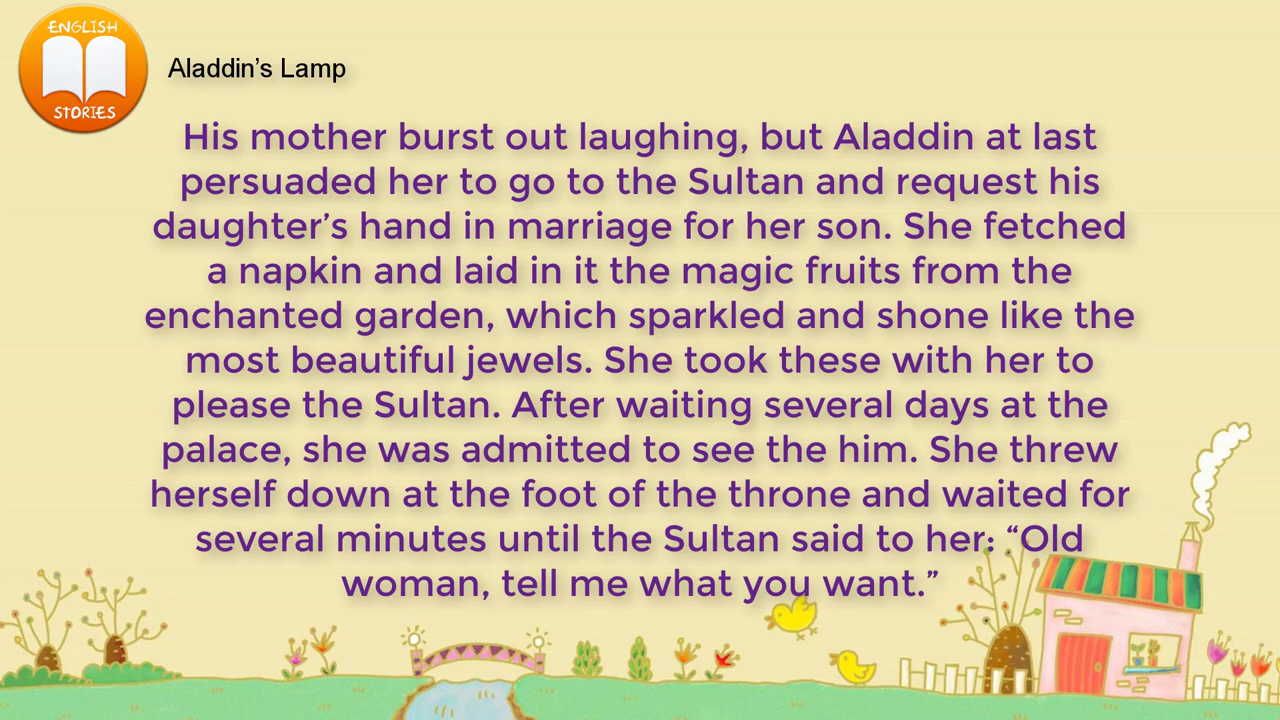 ENGLISH
STORIES
Aladdin’s Lamp
His mother burst out laughing, but Aladdin at last
persuaded her to go to the Sultan and request his
daughter’s hand in marriage for her son. She fetched
a napkin and laid in it the magic fruits from the
enchanted garden, which sparkled and shone like the
most beautiful jewels. She took these with her to
please the Sultan. After waiting several days at the
palace, she was admitted to see the him. She threw
herself down at the foot of the throne and waited for
several minutes until the Sultan said to her: “Old
woman, tell me what you want.”